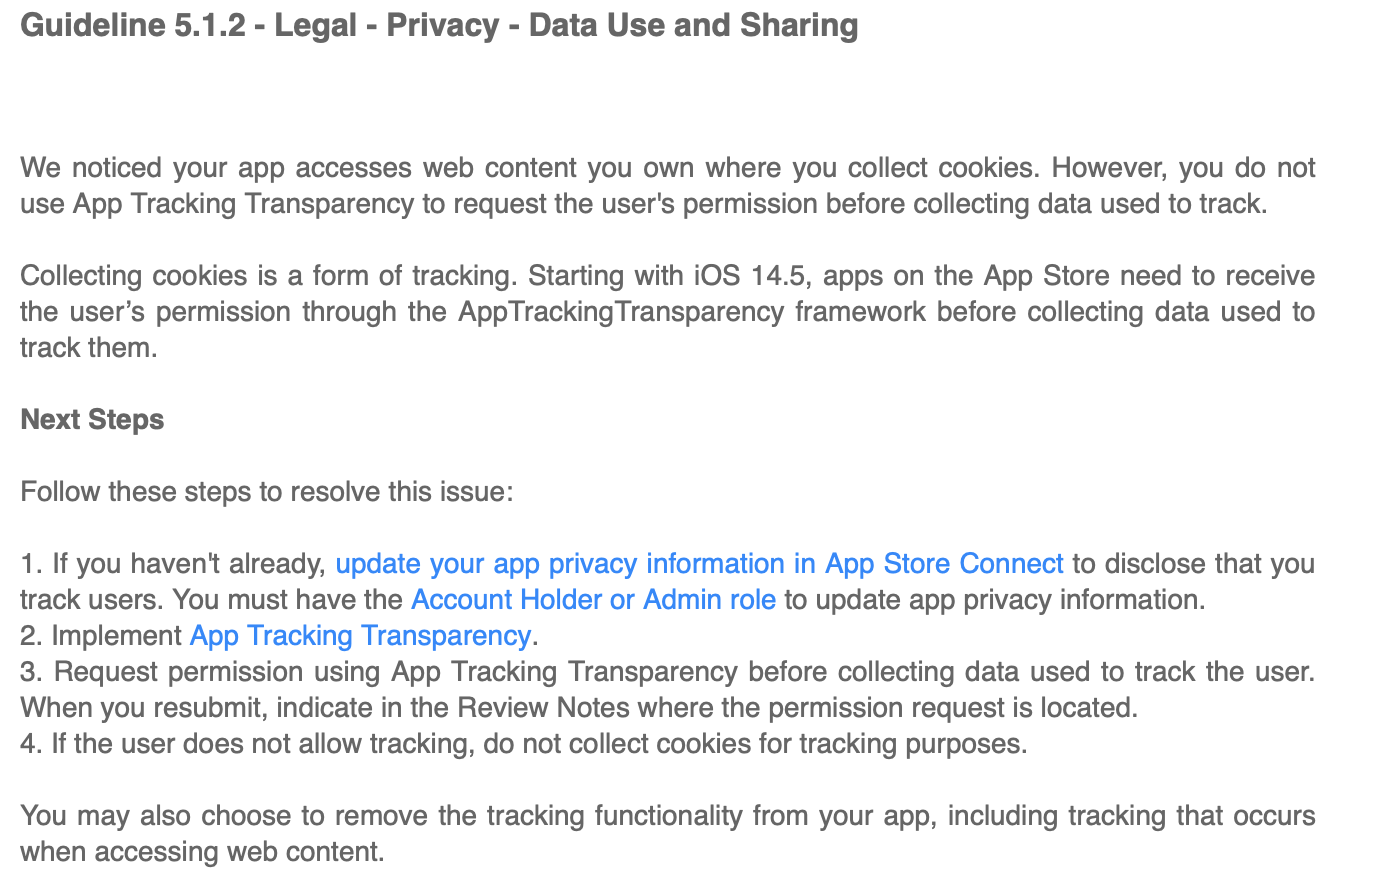 Guideline 5.1.2 - Legal - Privacy - Data Use and Sharing
We noticed your app accesses web content you own where you collect cookies. However, you do not
use App Tracking Transparency to request the user's permission before collecting data used to track.
Collecting cookies is a form of tracking. Starting with iOS 14.5, apps on the App Store need to receive
the user’s permission through the AppTrackingTransparency framework before collecting data used to
track them.
Next Steps
Follow these steps to resolve this issue:
1. If you haven't already, update your app privacy information in App Store Connect to disclose that you
track users. You must have the Account Holder or Admin role to update app privacy information.
2. Implement App Tracking Transparency.
3. Request permission using App Tracking Transparency before collecting data used to track the user.
When you resubmit, indicate in the Review Notes where the permission request is located.
4. If the user does not allow tracking, do not collect cookies for tracking purposes.
You may also choose to remove the tracking functionality from your app, including tracking that occurs
when accessing web content.